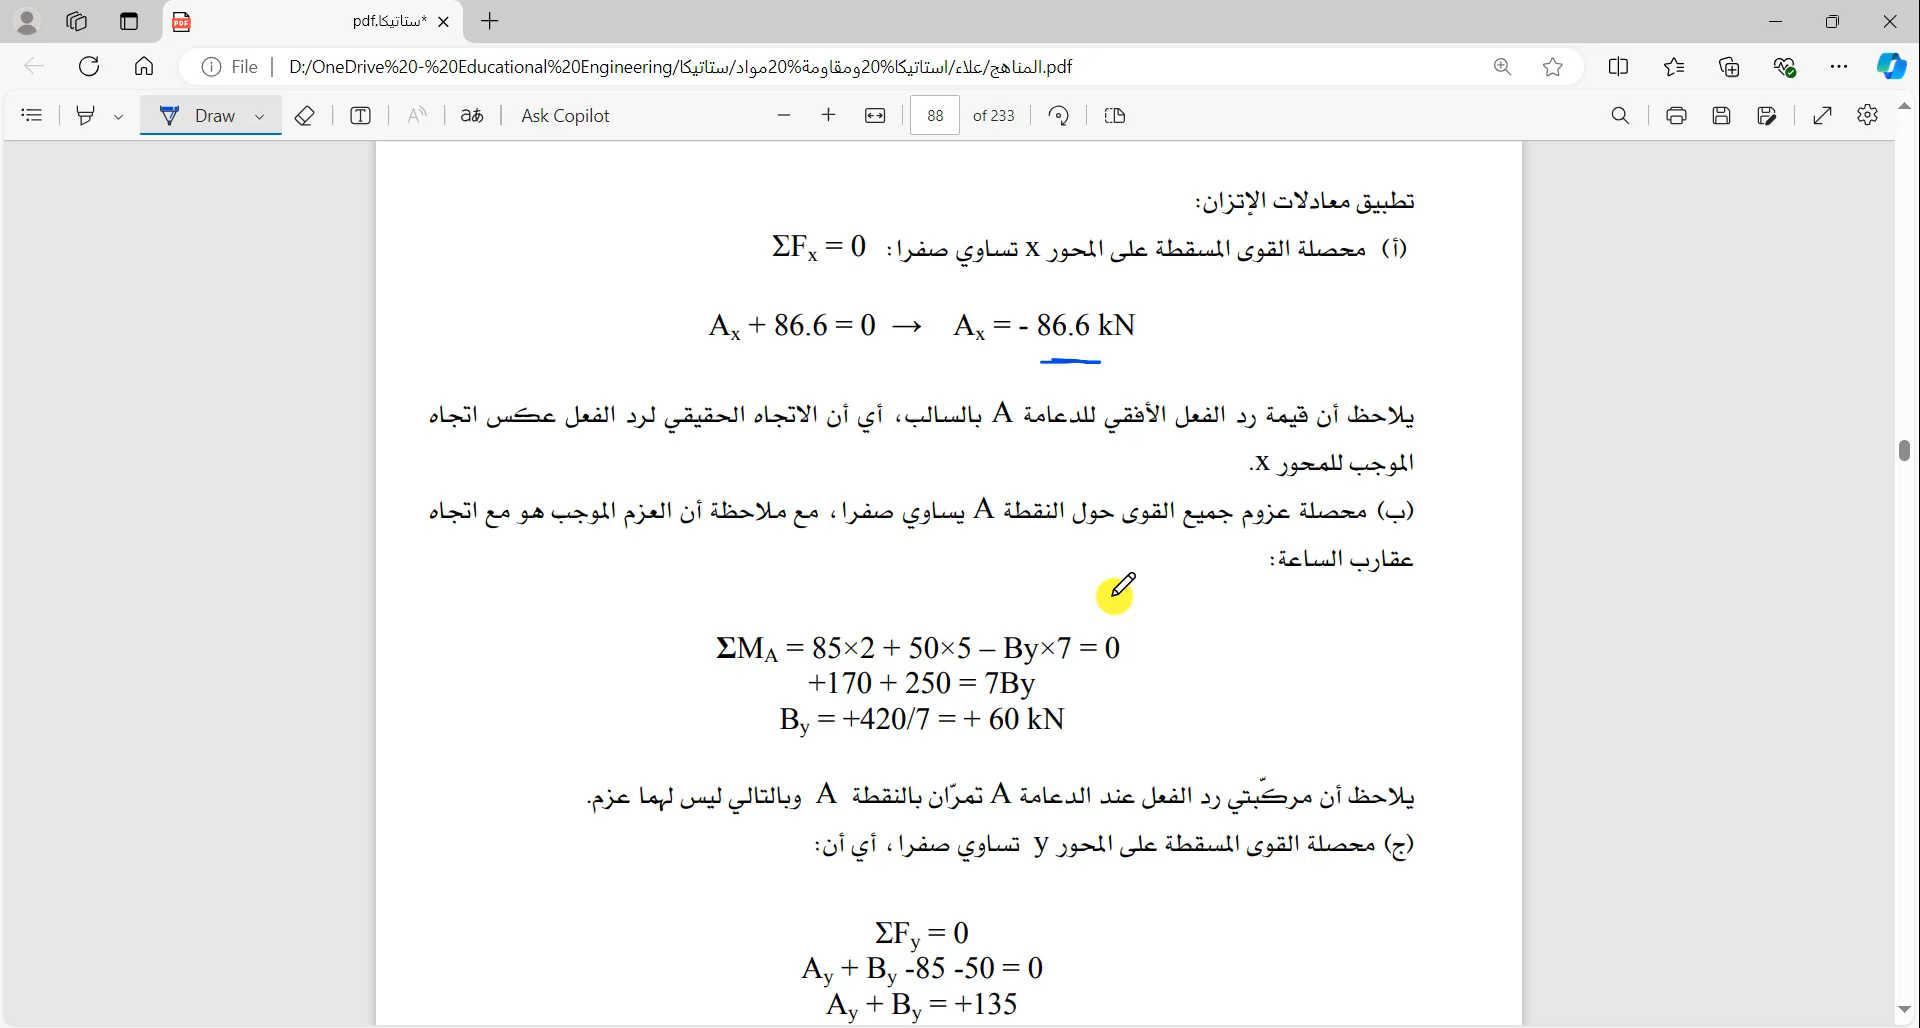 *ستاتيكا.pdf
File
D:/OneDrive%20-%20Educational%20Engineering/المناهج/علاء/استاتيكا%20ومقاومة%20مواد/ستاتيكا.pdf
Draw
Ask Copilot
88 of 233
تطبيق معادلات الإتزان:
(أ) محصلة القوى المسقطة على المحور x تساوي صفرا: ΣFx = 0
Ax + 86.6 = 0 → Ax = - 86.6 kN
يلاحظ أن قيمة رد الفعل الأفقي للدعامة A بالسالب، أي أن الاتجاه الحقيقي لرد الفعل عكس اتجاه
الموجب للمحور x.
(ب) محصلة عزوم جميع القوى حول النقطة A يساوي صفرا، مع ملاحظة أن العزم الموجب هو مع اتجاه
عقارب الساعة:
ΣMA = 85×2 + 50×5 – By×7 = 0
+170 + 250 = 7By
By = +420/7 = + 60 kN
يلاحظ أن مركّبتي رد الفعل عند الدعامة A تمرّان بالنقطة A وبالتالي ليس لهما عزم.
(ج) محصلة القوى المسقطة على المحور y تساوي صفرا، أي أن:
ΣFy = 0
Ay + By -85 -50 = 0
Ay + By = +135